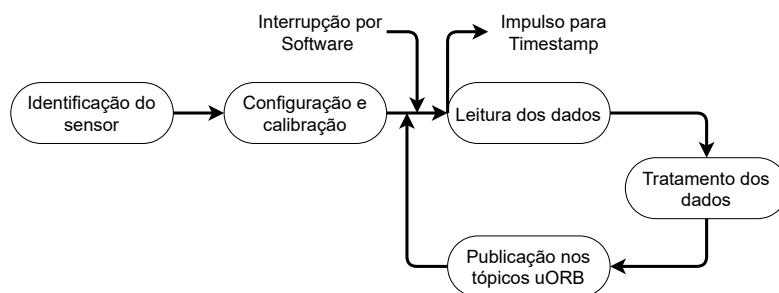 Interrupção por
Software
Impulso para
Timestamp
Identificação do
sensor
Configuração e
calibração
Leitura dos dados
Tratamento dos
dados
Publicação nos
tópicos uORB